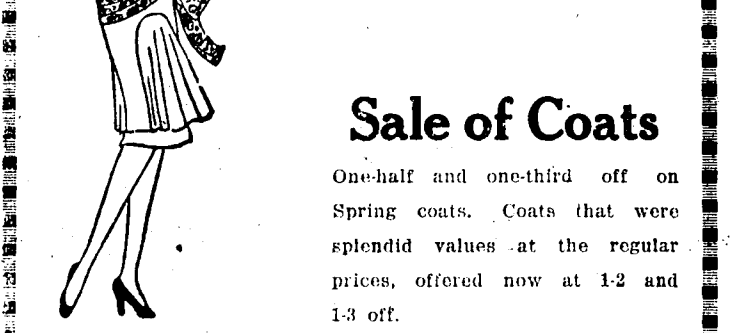 Sale of Coats
One-half and one-third off on
Spring coats. Coats that were
splendid values at the regular
prices, offered now at 1-2 and
1-3 off.